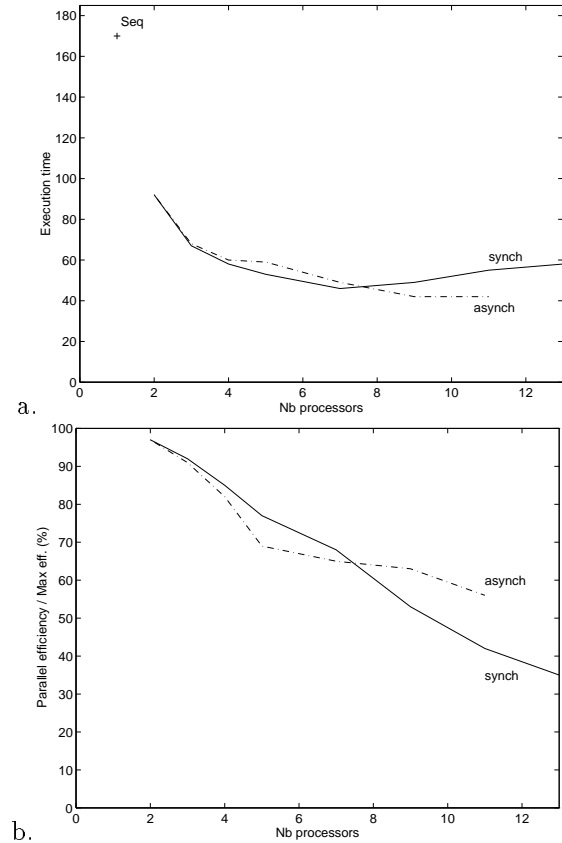 Seq
180
160
140
120
100
80
60
40
20
0
Execution time
synch
asynch
0 2 4 6 8 10 12
Nb processors
a.
100
90
80
70
60
50
40
30
20
10
0
Parallel efficiency / Max eff. (%)
asynch
synch
0 2 4 6 8 10 12
Nb processors
b.